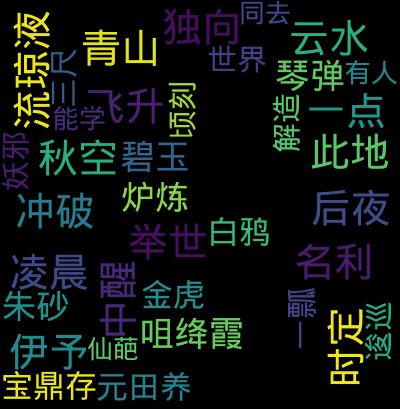 同去
独向
云水
流琼液
青山
世界
三尺
琴弹
有人
飞升
一点
能学
顷刻
解造
妖邪
秋空
碧玉
此地
炉炼
冲破
后夜
白鸦
举世
名利
凌晨
中醒
金虎
一瓢
朱砂
咀绛霞
时定
逡巡
伊予
仙葩
宝鼎存
元田养